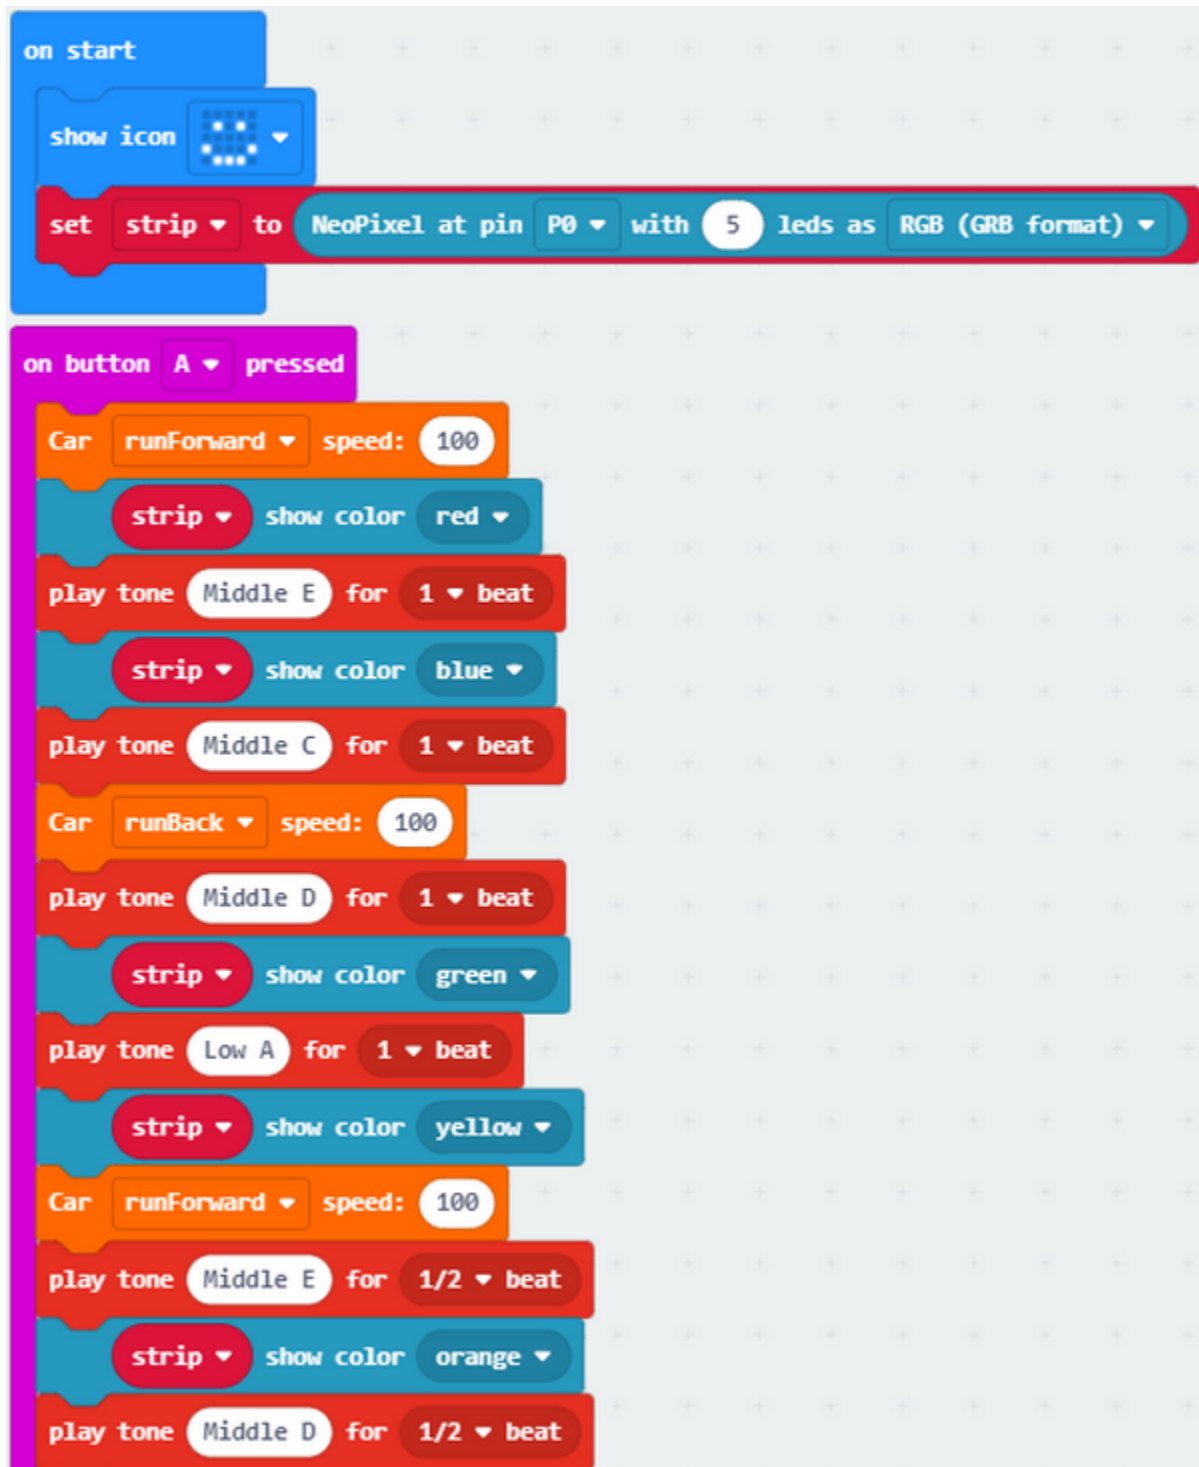 on start
show icon
set strip to NeoPixel at pin P0 with 5 leds as RGB (GRB format)
on button A pressed
Car runForward speed: 100
strip show color red
play tone Middle E for 1 beat
strip show color blue
play tone Middle C for 1 beat
Car runBack speed: 100
play tone Middle D for 1 beat
strip show color green
play tone Low A for 1 beat
strip show color yellow
Car runForward speed: 100
play tone Middle E for 1/2 beat
strip show color orange
play tone Middle D for 1/2 beat